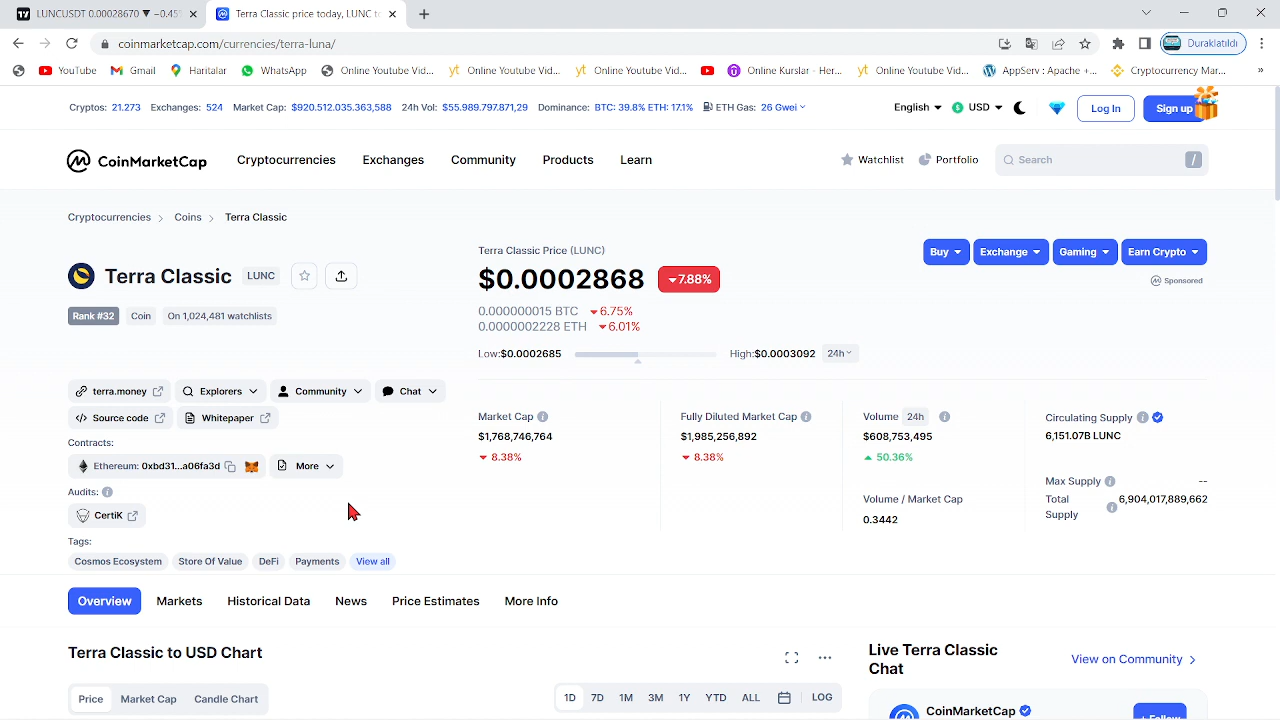 LUNCUSDT 0.00028670 ▼ −0.45%
Terra Classic price today, LUNC to
coinmarketcap.com/currencies/terra-luna/
Duraklatıldı
YouTube Gmail Haritalar WhatsApp Online Youtube Vid... Online Youtube Vid... Online Youtube Vid... Online Kurslar - Her... Online Youtube Vid... AppServ : Apache +... Cryptocurrency Mar... »
Cryptos: 21.273 Exchanges: 524 Market Cap: $920.512.035.363,588 24h Vol: $55.989.797.871,29 Dominance: BTC: 39.8% ETH: 17.1% ETH Gas: 26 Gwei
English USD Log In Sign up
CoinMarketCap Cryptocurrencies Exchanges Community Products Learn Watchlist Portfolio Search /
Cryptocurrencies > Coins > Terra Classic
Terra Classic LUNC
Rank #32 Coin On 1,024,481 watchlists
Terra Classic Price (LUNC)
$0.0002868 7.88%
0.000000015 BTC 6.75%
0.0000002228 ETH 6.01%
Low:$0.0002685 High:$0.0003092 24h
Buy Exchange Gaming Earn Crypto
Sponsored
terra.money Explorers Community Chat
Source code Whitepaper
Contracts:
Ethereum: 0xbd31...a06fa3d More
Audits:
CertiK
Tags:
Cosmos Ecosystem Store Of Value DeFi Payments View all
Market Cap
$1,768,746,764
8.38%
Fully Diluted Market Cap
$1,985,256,892
8.38%
Volume 24h
$608,753,495
50.36%
Volume / Market Cap
0.3442
Circulating Supply
6,151.07B LUNC
Max Supply --
Total Supply 6,904,017,889,662
Overview Markets Historical Data News Price Estimates More Info
Terra Classic to USD Chart
Price Market Cap Candle Chart
1D 7D 1M 3M 1Y YTD ALL LOG
Live Terra Classic
Chat
View on Community >
CoinMarketCap
+ Follow